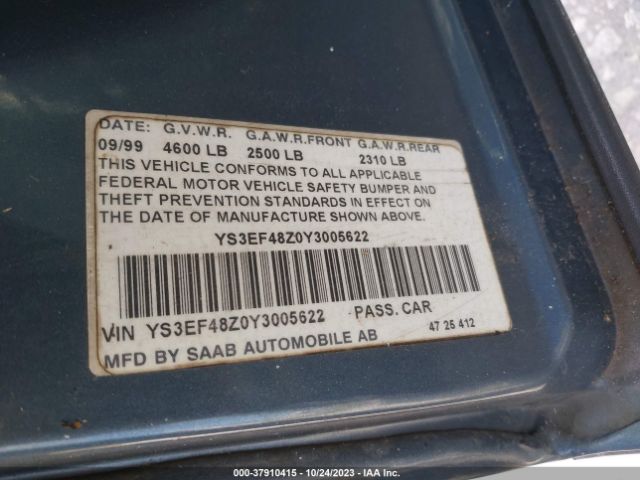 DATE: G.V.W.R. G.A.W.R.FRONT G.A.W.R.REAR
09/99 4600 LB 2500 LB 2310 LB
THIS VEHICLE CONFORMS TO ALL APPLICABLE
FEDERAL MOTOR VEHICLE SAFETY BUMPER AND
THEFT PREVENTION STANDARDS IN EFFECT ON
THE DATE OF MANUFACTURE SHOWN ABOVE.
YS3EF48Z0Y3005622
VIN YS3EF48Z0Y3005622 PASS. CAR
MFD BY SAAB AUTOMOBILE AB 47 25 412
000-37910415 - 10/24/2023 - IAA Inc.